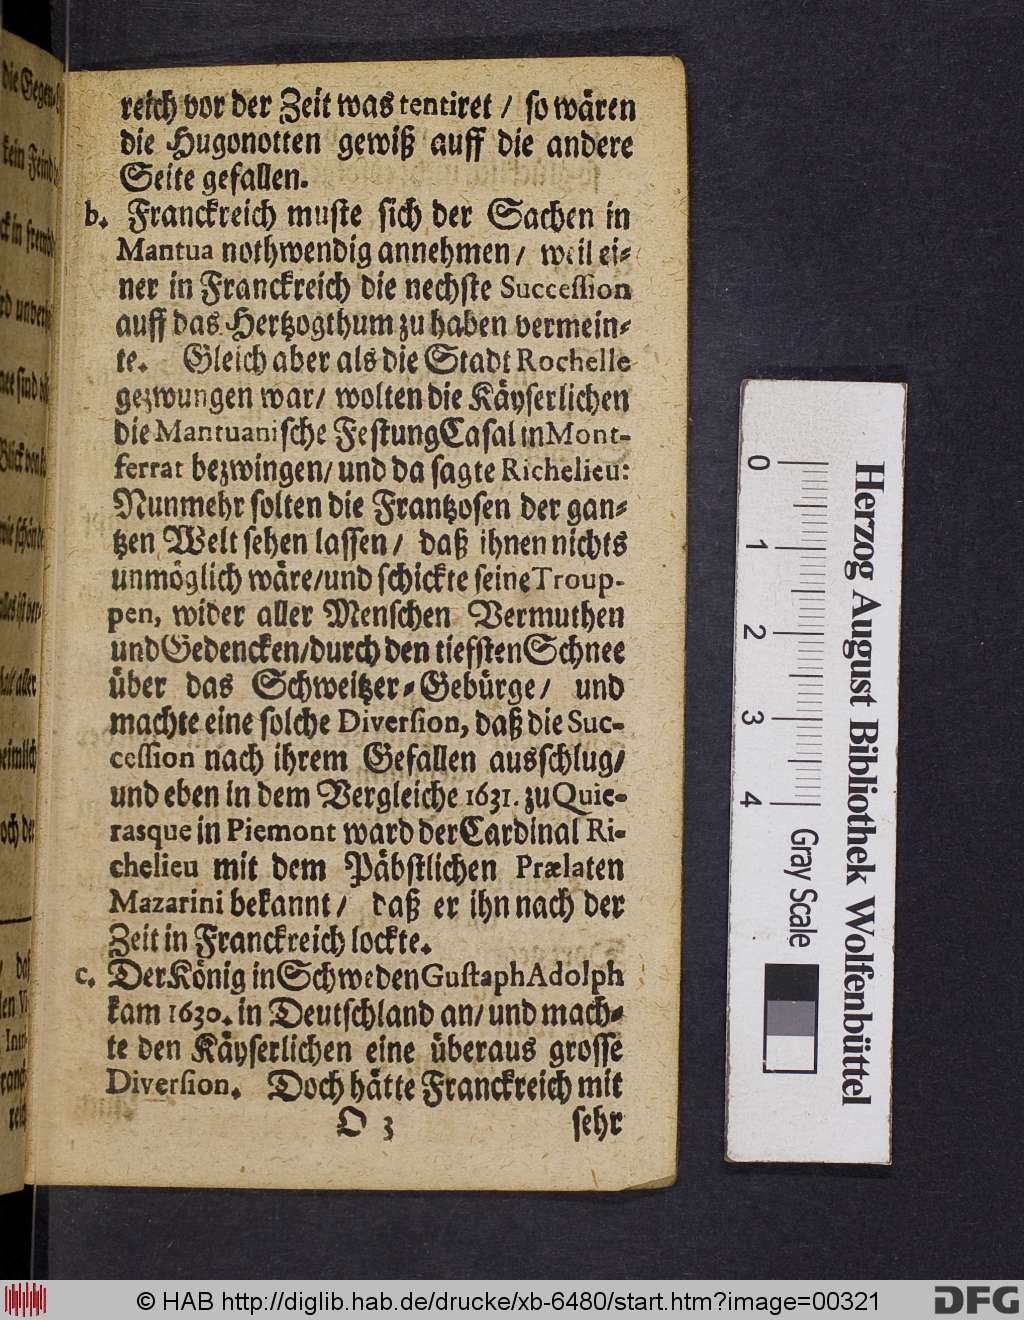 reich vor der Zeit was tentiret / so wären
die Hugonotten gewiß auff die andere
Seite gefallen.
b. Franckreich muste sich der Sachen in
Mantua nothwendig annehmen / weil ei-
ner in Franckreich die nechste Succession
auff das Hertzogthum zu haben vermein-
te. Gleich aber als die Stadt Rochelle
gezwungen war / wolten die Käyserlichen
die Mantuanische Festung Casal in Mont-
ferrat bezwingen / und da sagte Richelieu:
Nunmehr solten die Frantzosen der gan-
tzen Welt sehen lassen / daß ihnen nichts
unmöglich wäre / und schickte seine Troup-
pen, wider aller Menschen Vermuthen
und Gedencken / durch den tieffsten Schnee
über das Schweitzer-Gebürge / und
machte eine solche Diversion, daß die Suc-
cession nach ihrem Gefallen ausschlug /
und eben in dem Vergleiche 1631. zu Quie-
rasque in Piemont ward der Cardinal Ri-
chelieu mit dem Päbstlichen Prælaten
Mazarini bekannt / daß er ihn nach der
Zeit in Franckreich lockte.
c. Der König in Schweden Gustaph Adolph
kam 1630. in Deutschland an / und mach-
te den Käyserlichen eine überaus grosse
Diversion. Doch hätte Franckreich mit
O 3 sehr
Herzog August Bibliothek Wolfenbüttel
0 1 2 3 4 Gray Scale
© HAB http://diglib.hab.de/drucke/xb-6480/start.htm?image=00321
DFG